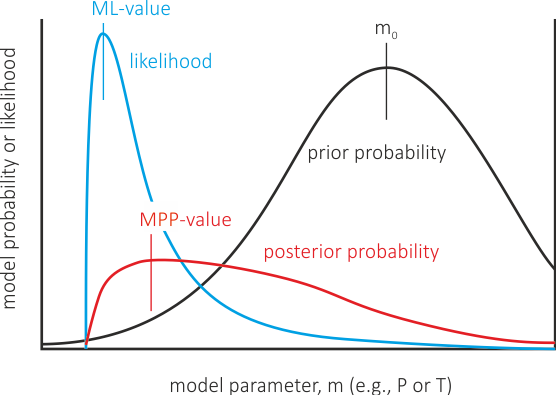 ML-value
m₀
likelihood
prior probability
MPP-value
posterior probability
model probability or likelihood
model parameter, m (e.g., P or T)